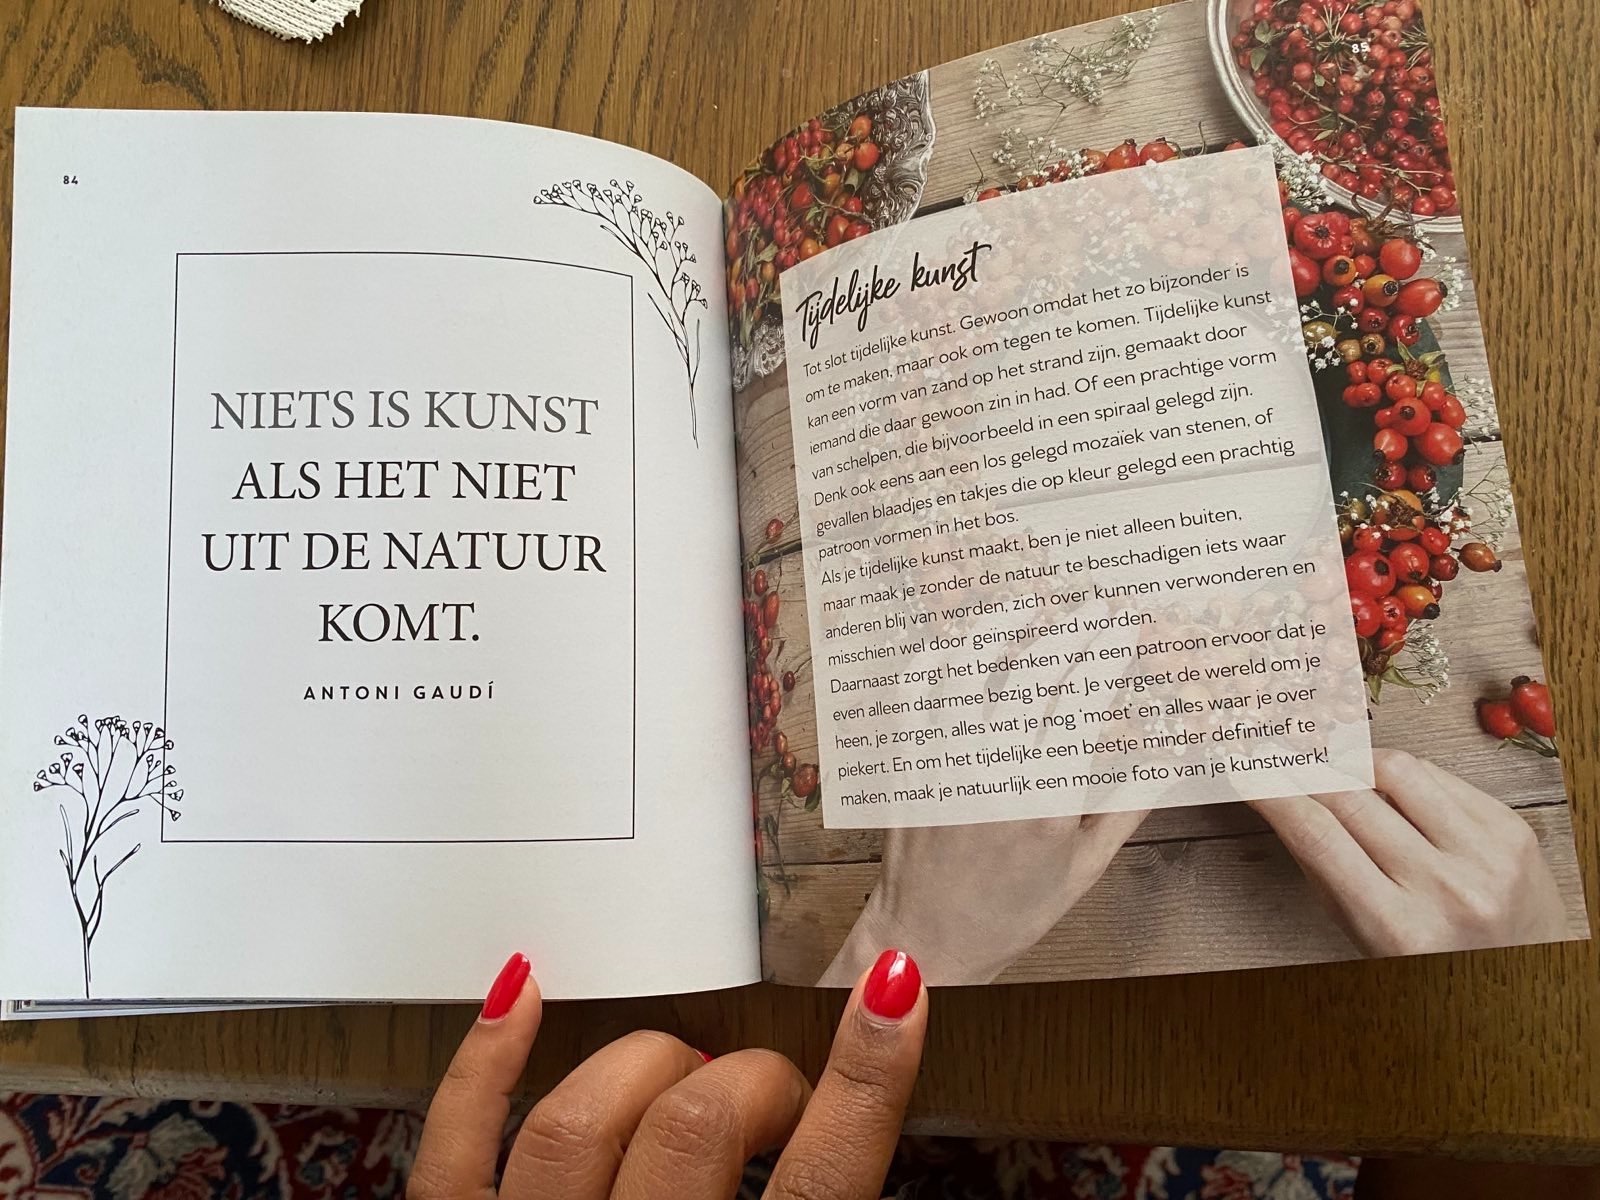 84
NIETS IS KUNST
ALS HET NIET
UIT DE NATUUR
KOMT.
ANTONI GAUDÍ
85
Tijdelijke kunst
Tot slot tijdelijke kunst. Gewoon omdat het zo bijzonder is
om te maken, maar ook om tegen te komen. Tijdelijke kunst
kan een vorm van zand op het strand zijn, gemaakt door
iemand die daar gewoon zin in had. Of een prachtige vorm
van schelpen, die bijvoorbeeld in een spiraal gelegd zijn.
Denk ook eens aan een los gelegd mozaïek van stenen, of
gevallen blaadjes en takjes die op kleur gelegd een prachtig
patroon vormen in het bos.
Als je tijdelijke kunst maakt, ben je niet alleen buiten,
maar maak je zonder de natuur te beschadigen iets waar
anderen blij van worden, zich over kunnen verwonderen en
misschien wel door geïnspireerd worden.
Daarnaast zorgt het bedenken van een patroon ervoor dat je
even alleen daarmee bezig bent. Je vergeet de wereld om je
heen, je zorgen, alles wat je nog 'moet' en alles waar je over
piekert. En om het tijdelijke een beetje minder definitief te
maken, maak je natuurlijk een mooie foto van je kunstwerk!